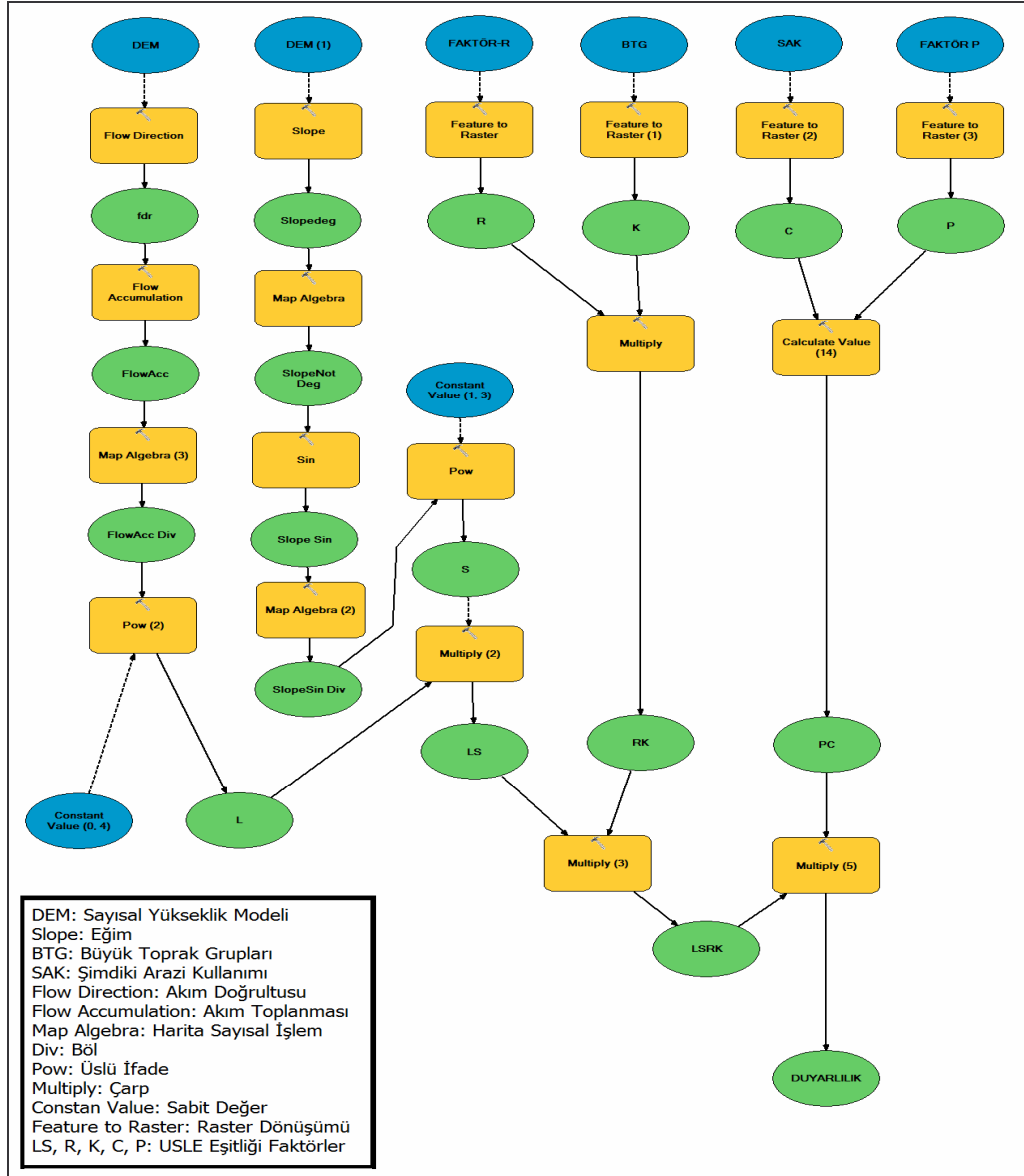 DEM
DEM (1)
FAKTÖR-R
BTG
SAK
FAKTÖR P
Flow Direction
Slope
Feature to
Raster
Feature to
Raster (1)
Feature to
Raster (2)
Feature to
Raster (3)
fdr
Slopedeg
R
K
C
P
Flow
Accumulation
Map Algebra
Multiply
Calculate Value
(14)
FlowAcc
SlopeNot
Deg
Constant
Value (1, 3)
Map Algebra (3)
Sin
Pow
FlowAcc Div
Slope Sin
S
Pow (2)
Map Algebra (2)
Multiply (2)
SlopeSin Div
LS
RK
PC
Constant
Value (0, 4)
L
Multiply (3)
Multiply (5)
LSRK
DUYARLILIK
DEM: Sayısal Yükseklik Modeli
Slope: Eğim
BTG: Büyük Toprak Grupları
SAK: Şimdiki Arazi Kullanımı
Flow Direction: Akım Doğrultusu
Flow Accumulation: Akım Toplanması
Map Algebra: Harita Sayısal İşlem
Div: Böl
Pow: Üslü İfade
Multiply: Çarp
Constan Value: Sabit Değer
Feature to Raster: Raster Dönüşümü
LS, R, K, C, P: USLE Eşitliği Faktörler